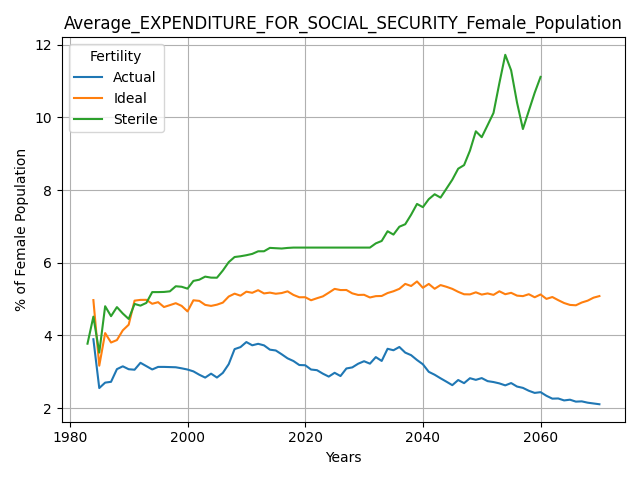 Average_EXPENDITURE_FOR_SOCIAL_SECURITY_Female_Population
Fertility
Actual
Ideal
Sterile
% of Female Population
12
10
8
6
4
2
1980
2000
2020
2040
2060
Years